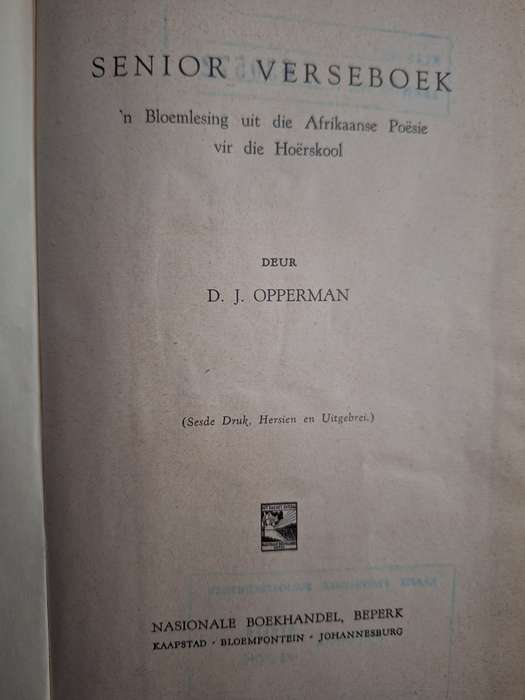 SENIOR VERSEBOEK
'n Bloemlesing uit die Afrikaanse Poësie
vir die Hoërskool
DEUR
D. J. OPPERMAN
(Sesde Druk, Hersien en Uitgebrei.)
NASIONALE BOEKHANDEL, BEPERK
KAAPSTAD · BLOEMFONTEIN · JOHANNESBURG